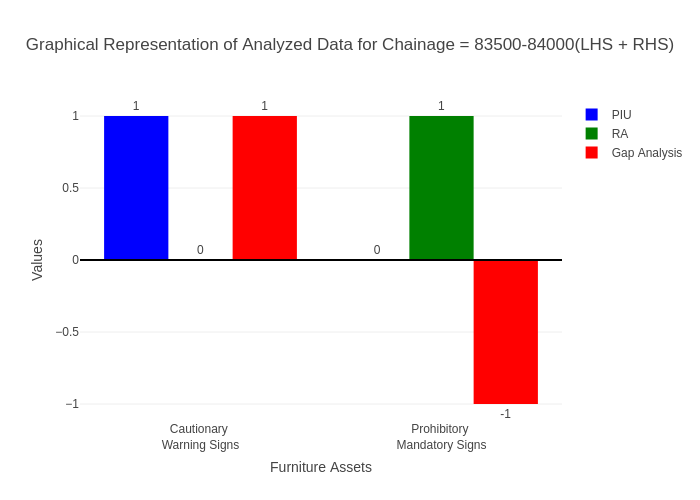 Graphical Representation of Analyzed Data for Chainage = 83500-84000(LHS + RHS)
PIU
RA
Gap Analysis
1
0.5
0
−0.5
−1
Values
1
0
1
0
1
-1
Cautionary
Warning Signs
Prohibitory
Mandatory Signs
Furniture Assets